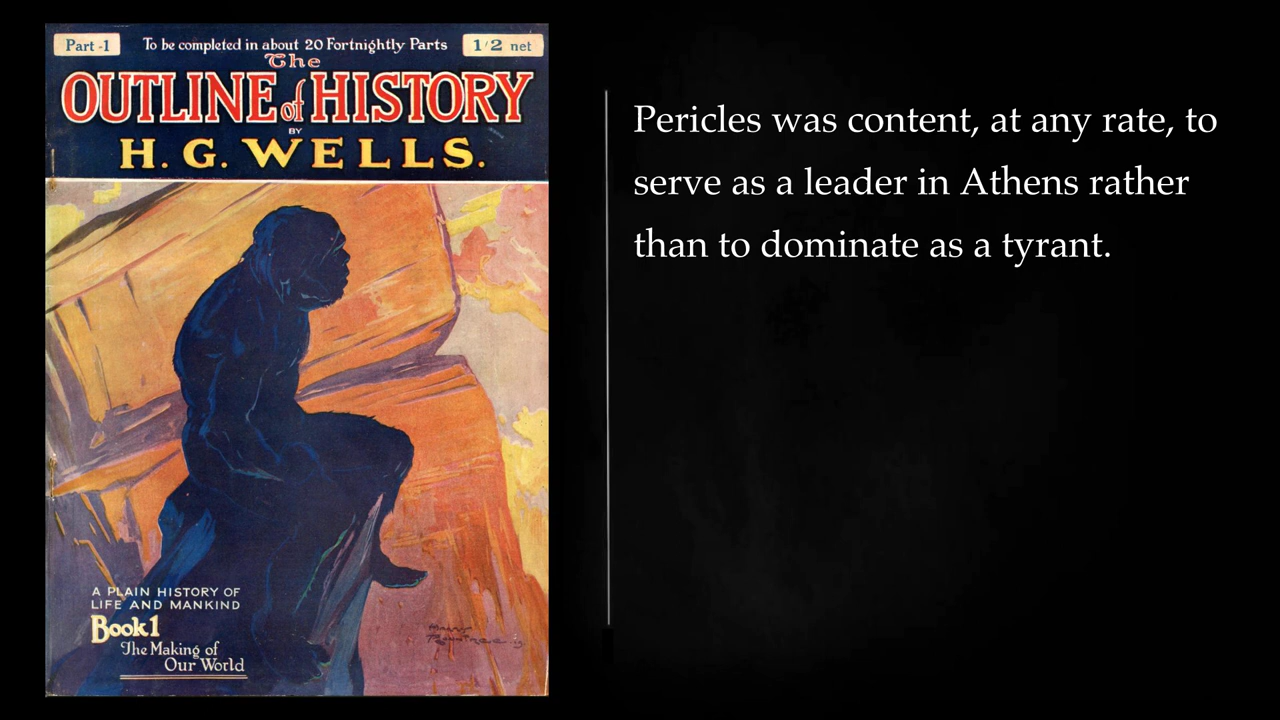 Part -1
To be completed in about 20 Fortnightly Parts
1/2 net
The
OUTLINE of HISTORY
BY
H. G. WELLS.
A PLAIN HISTORY OF
LIFE AND MANKIND
Book 1
The Making of
Our World
Pericles was content, at any rate, to
serve as a leader in Athens rather
than to dominate as a tyrant.